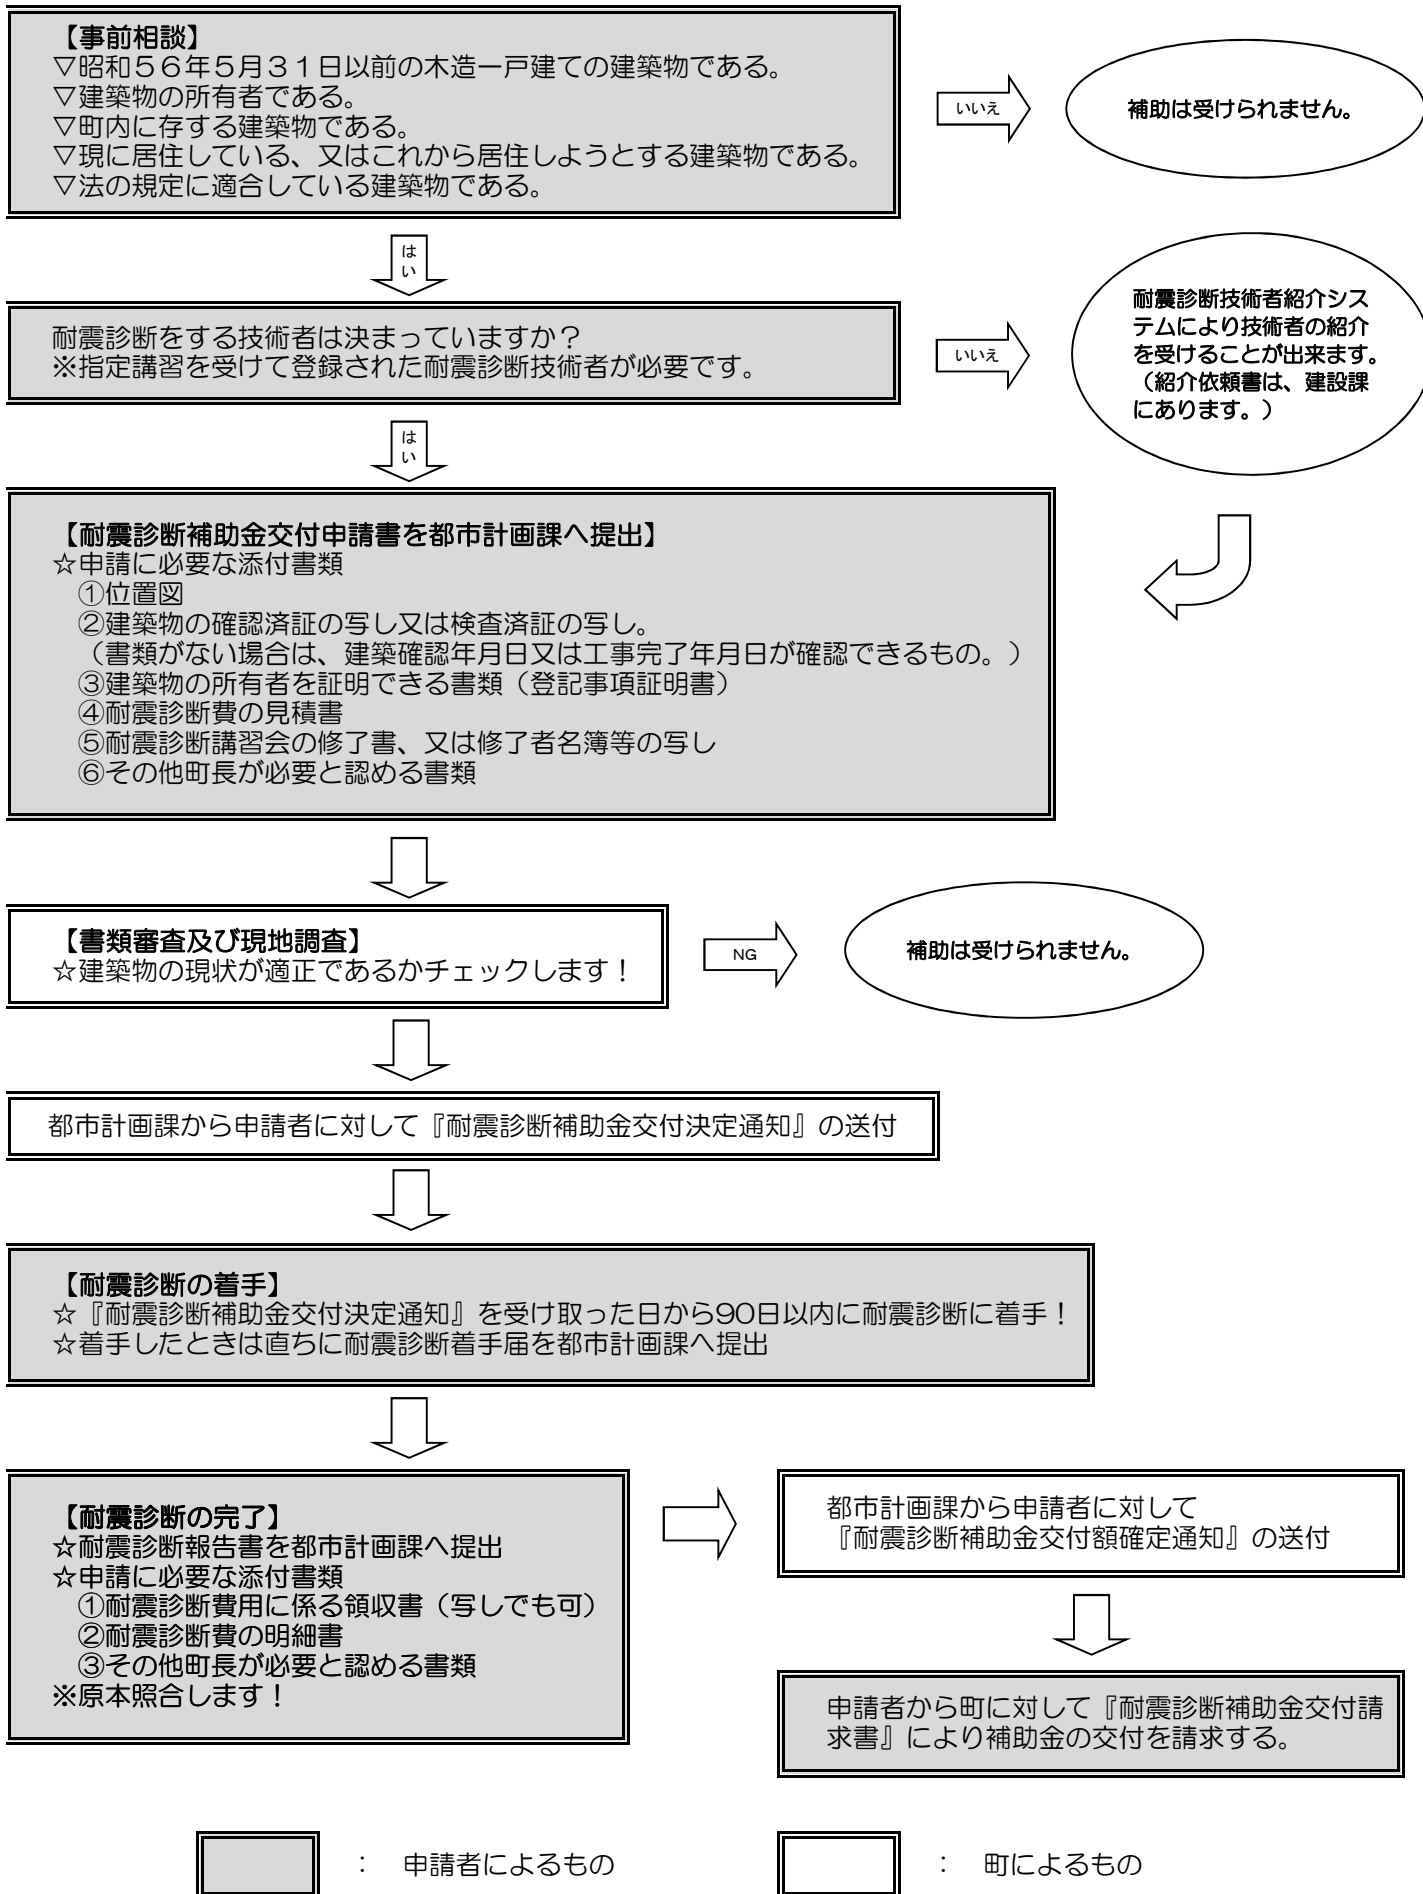 【事前相談】
▽昭和５６年５月３１日以前の木造一戸建ての建築物である。
▽建築物の所有者である。
▽町内に存する建築物である。
▽現に居住している、又はこれから居住しようとする建築物である。
▽法の規定に適合している建築物である。
いいえ
補助は受けられません。
はい
耐震診断をする技術者は決まっていますか？
※指定講習を受けて登録された耐震診断技術者が必要です。
いいえ
耐震診断技術者紹介シス
テムにより技術者の紹介
を受けることが出来ます。
（紹介依頼書は、建設課
にあります。）
はい
【耐震診断補助金交付申請書を都市計画課へ提出】
☆申請に必要な添付書類
①位置図
②建築物の確認済証の写し又は検査済証の写し。
（書類がない場合は、建築確認年月日又は工事完了年月日が確認できるもの。）
③建築物の所有者を証明できる書類（登記事項証明書）
④耐震診断費の見積書
⑤耐震診断講習会の修了書、又は修了者名簿等の写し
⑥その他町長が必要と認める書類
【書類審査及び現地調査】
☆建築物の現状が適正であるかチェックします！
NG
補助は受けられません。
都市計画課から申請者に対して『耐震診断補助金交付決定通知』の送付
【耐震診断の着手】
☆『耐震診断補助金交付決定通知』を受け取った日から90日以内に耐震診断に着手！
☆着手したときは直ちに耐震診断着手届を都市計画課へ提出
【耐震診断の完了】
☆耐震診断報告書を都市計画課へ提出
☆申請に必要な添付書類
①耐震診断費用に係る領収書（写しでも可）
②耐震診断費の明細書
③その他町長が必要と認める書類
※原本照合します！
都市計画課から申請者に対して
『耐震診断補助金交付額確定通知』の送付
申請者から町に対して『耐震診断補助金交付請
求書』により補助金の交付を請求する。
：　申請者によるもの
：　町によるもの